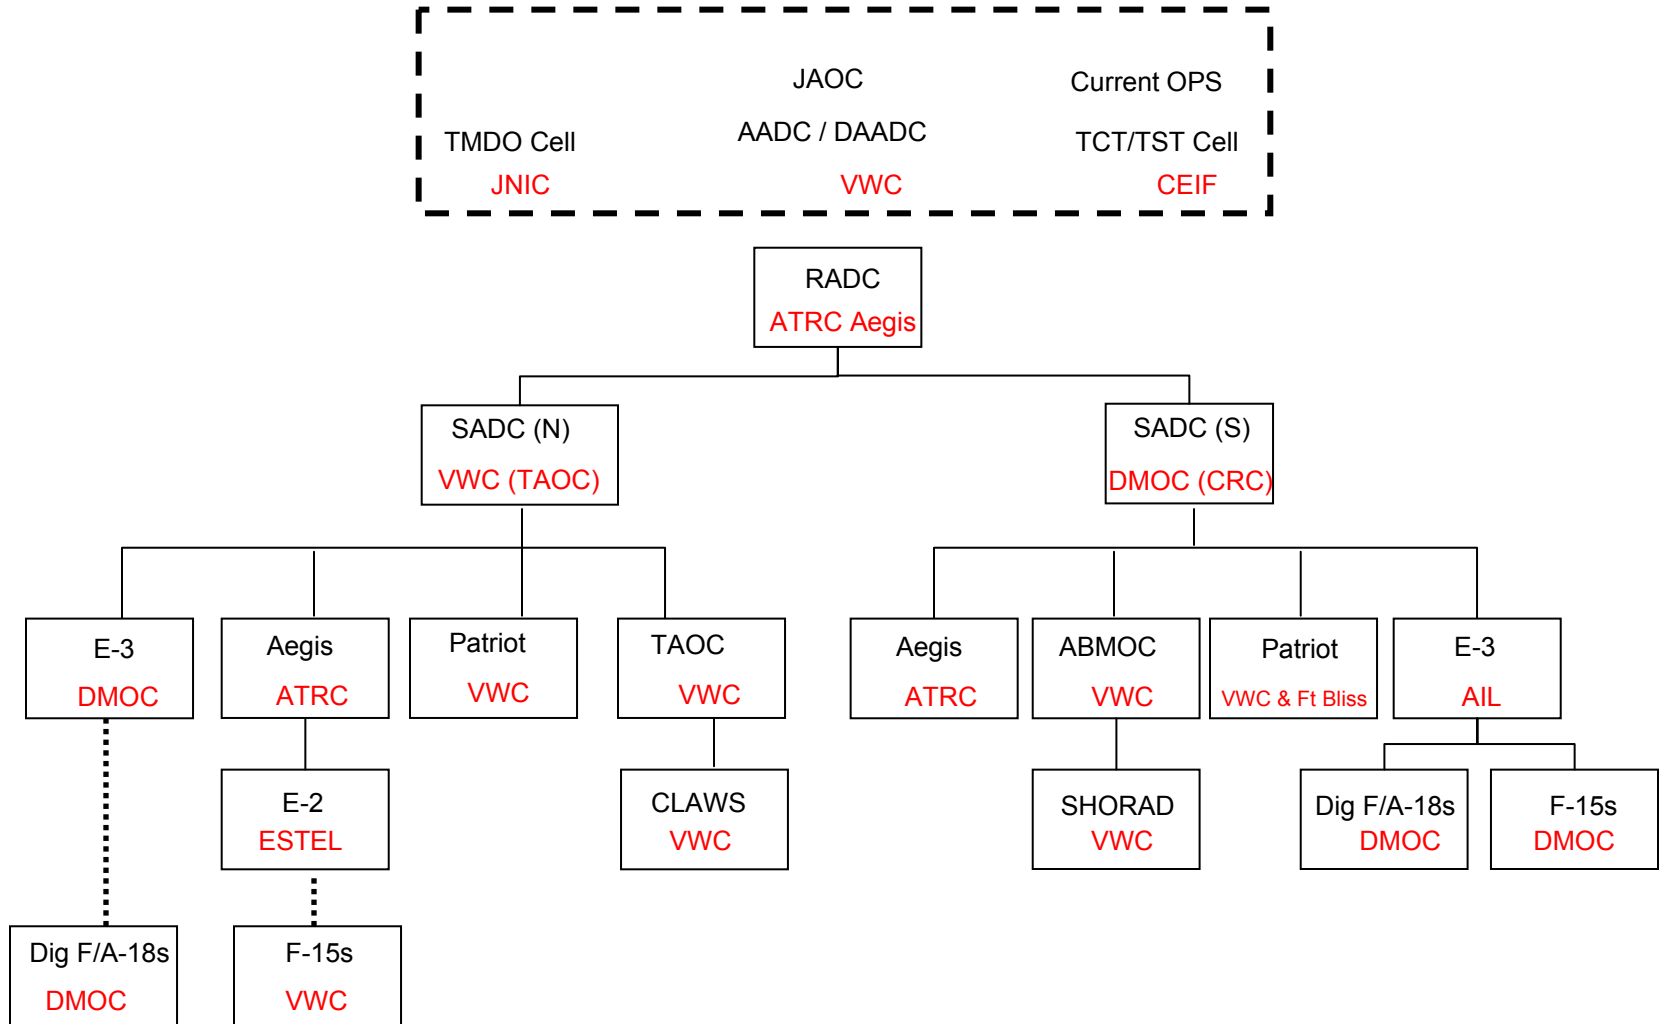 JAOC
Current OPS
AADC / DAADC
TMDO Cell
TCT/TST Cell
JNIC
VWC
CEIF
RADC
ATRC Aegis
SADC (N)
VWC (TAOC)
SADC (S)
DMOC (CRC)
E-3
DMOC
Aegis
ATRC
Patriot
VWC
TAOC
VWC
Aegis
ATRC
ABMOC
VWC
Patriot
VWC & Ft Bliss
E-3
AIL
E-2
ESTEL
CLAWS
VWC
SHORAD
VWC
Dig F/A-18s
DMOC
F-15s
DMOC
Dig F/A-18s
DMOC
F-15s
VWC